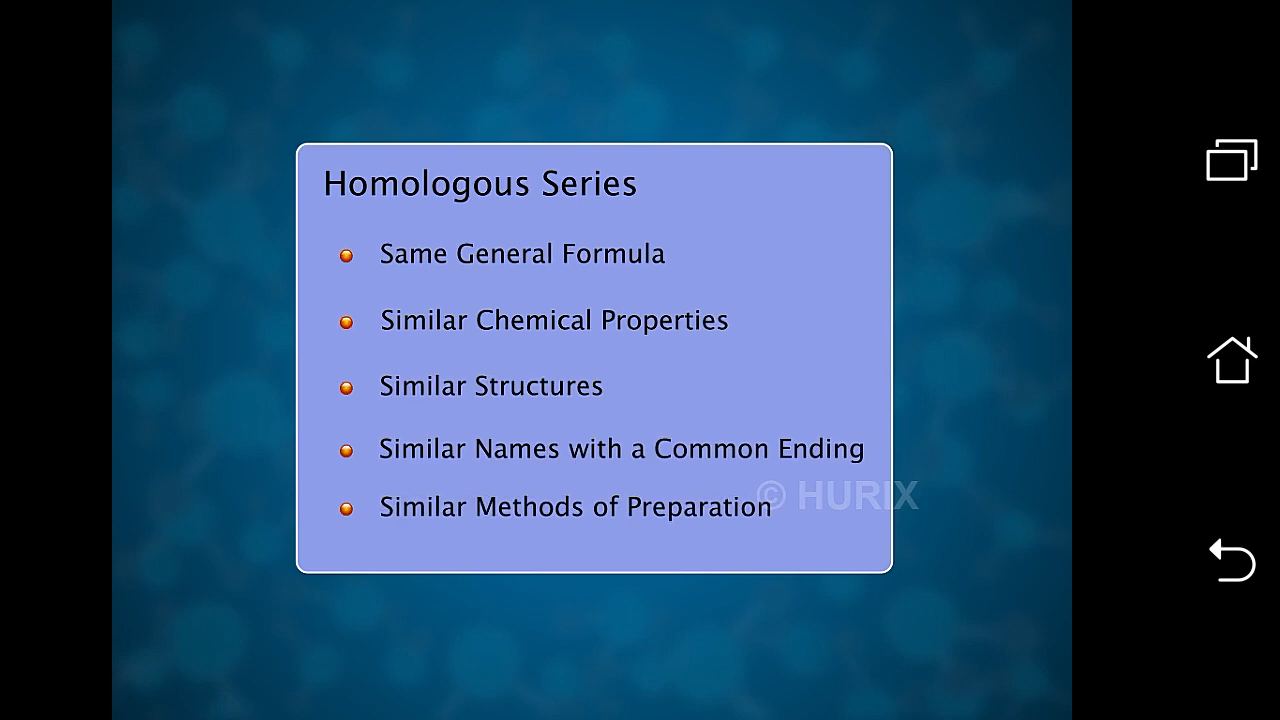 Homologous Series
Same General Formula
Similar Chemical Properties
Similar Structures
Similar Names with a Common Ending
Similar Methods of Preparation
© HURIX